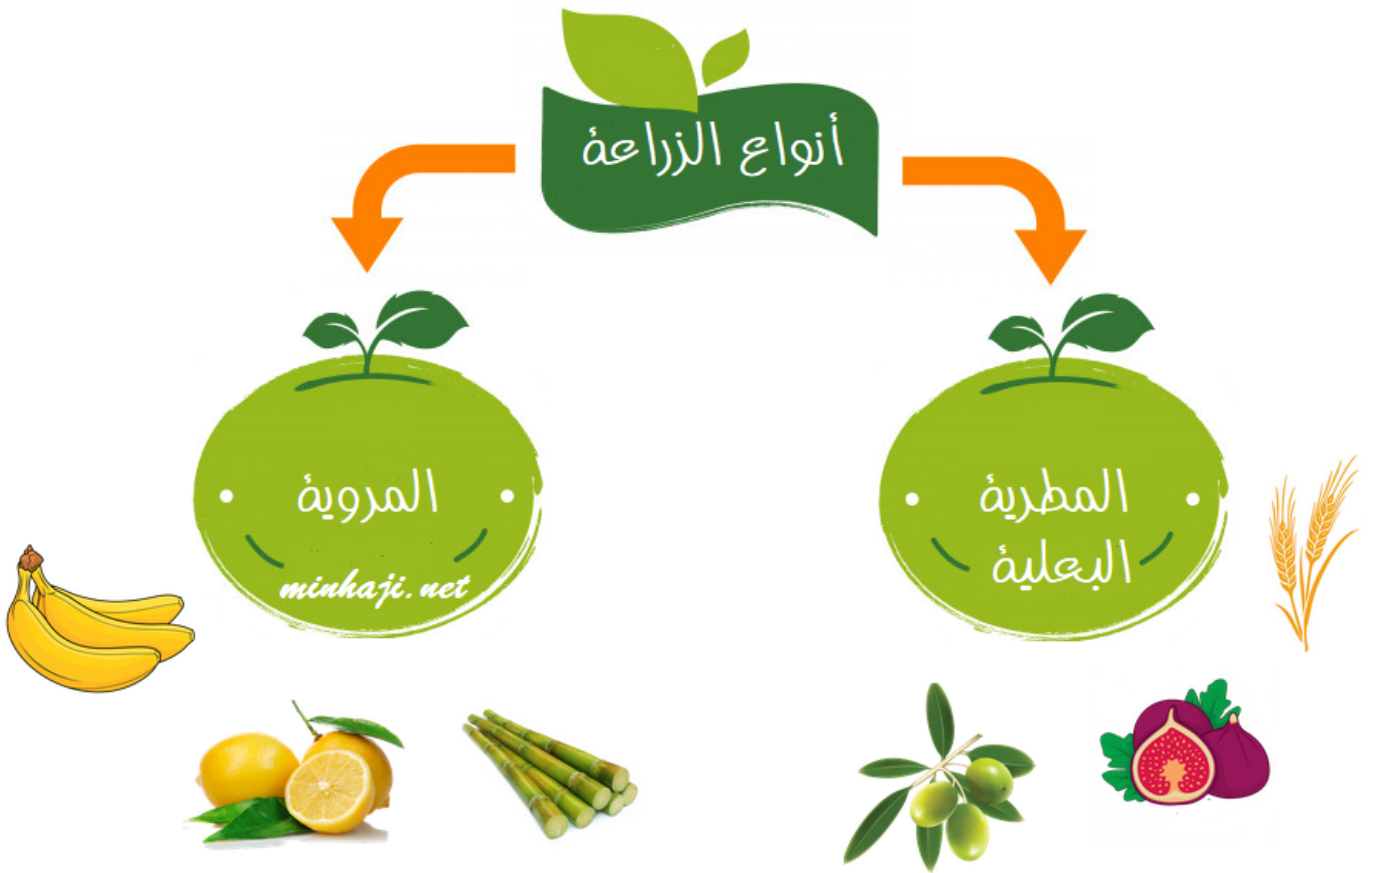 أنواع الزراعة
المطرية
البعلية
المروية
minhaji.net